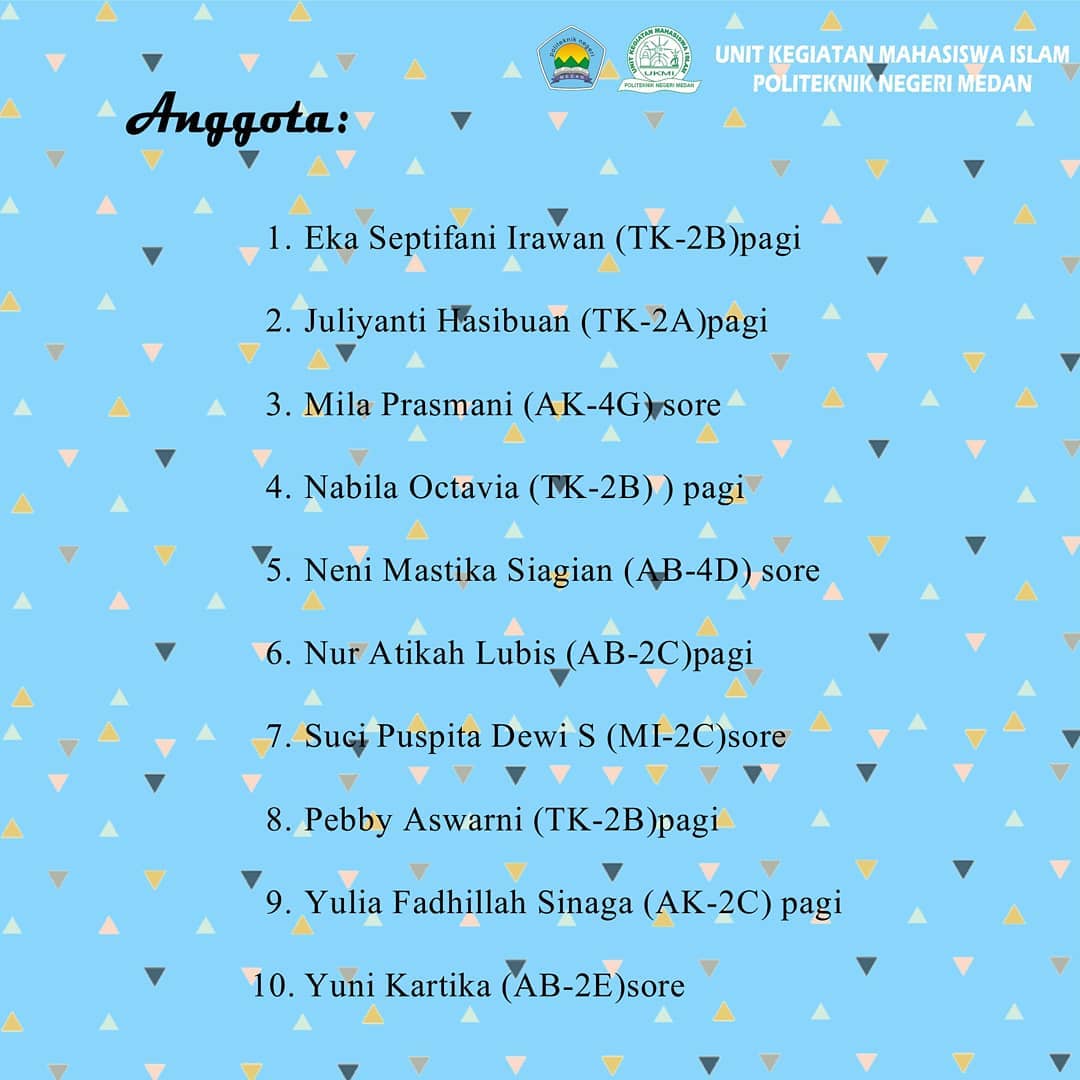 politeknik negeri
MEDAN
UNIT KEGIATAN MAHASISWA ISLAM
UKMI
POLITEKNIK NEGERI MEDAN
UNIT KEGIATAN MAHASISWA ISLAM
POLITEKNIK NEGERI MEDAN
Anggota:
1. Eka Septifani Irawan (TK-2B)pagi
2. Juliyanti Hasibuan (TK-2A)pagi
3. Mila Prasmani (AK-4G) sore
4. Nabila Octavia (TK-2B) ) pagi
5. Neni Mastika Siagian (AB-4D) sore
6. Nur Atikah Lubis (AB-2C)pagi
7. Suci Puspita Dewi S (MI-2C)sore
8. Pebby Aswarni (TK-2B)pagi
9. Yulia Fadhillah Sinaga (AK-2C) pagi
10. Yuni Kartika (AB-2E)sore